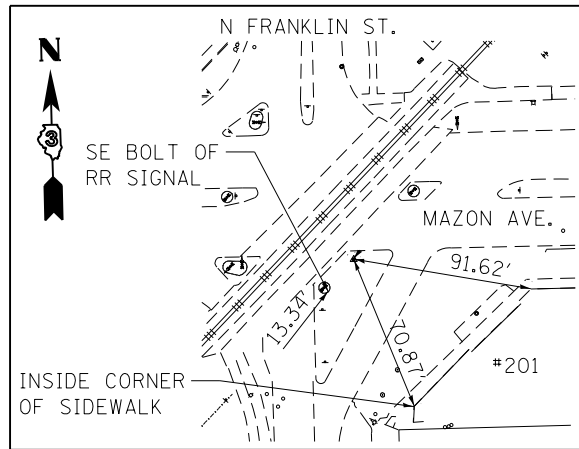 N FRANKLIN ST.
N
3
SE BOLT OF
RR SIGNAL
MAZON AVE.
91.62'
13.34'
70.87'
#201
INSIDE CORNER
OF SIDEWALK